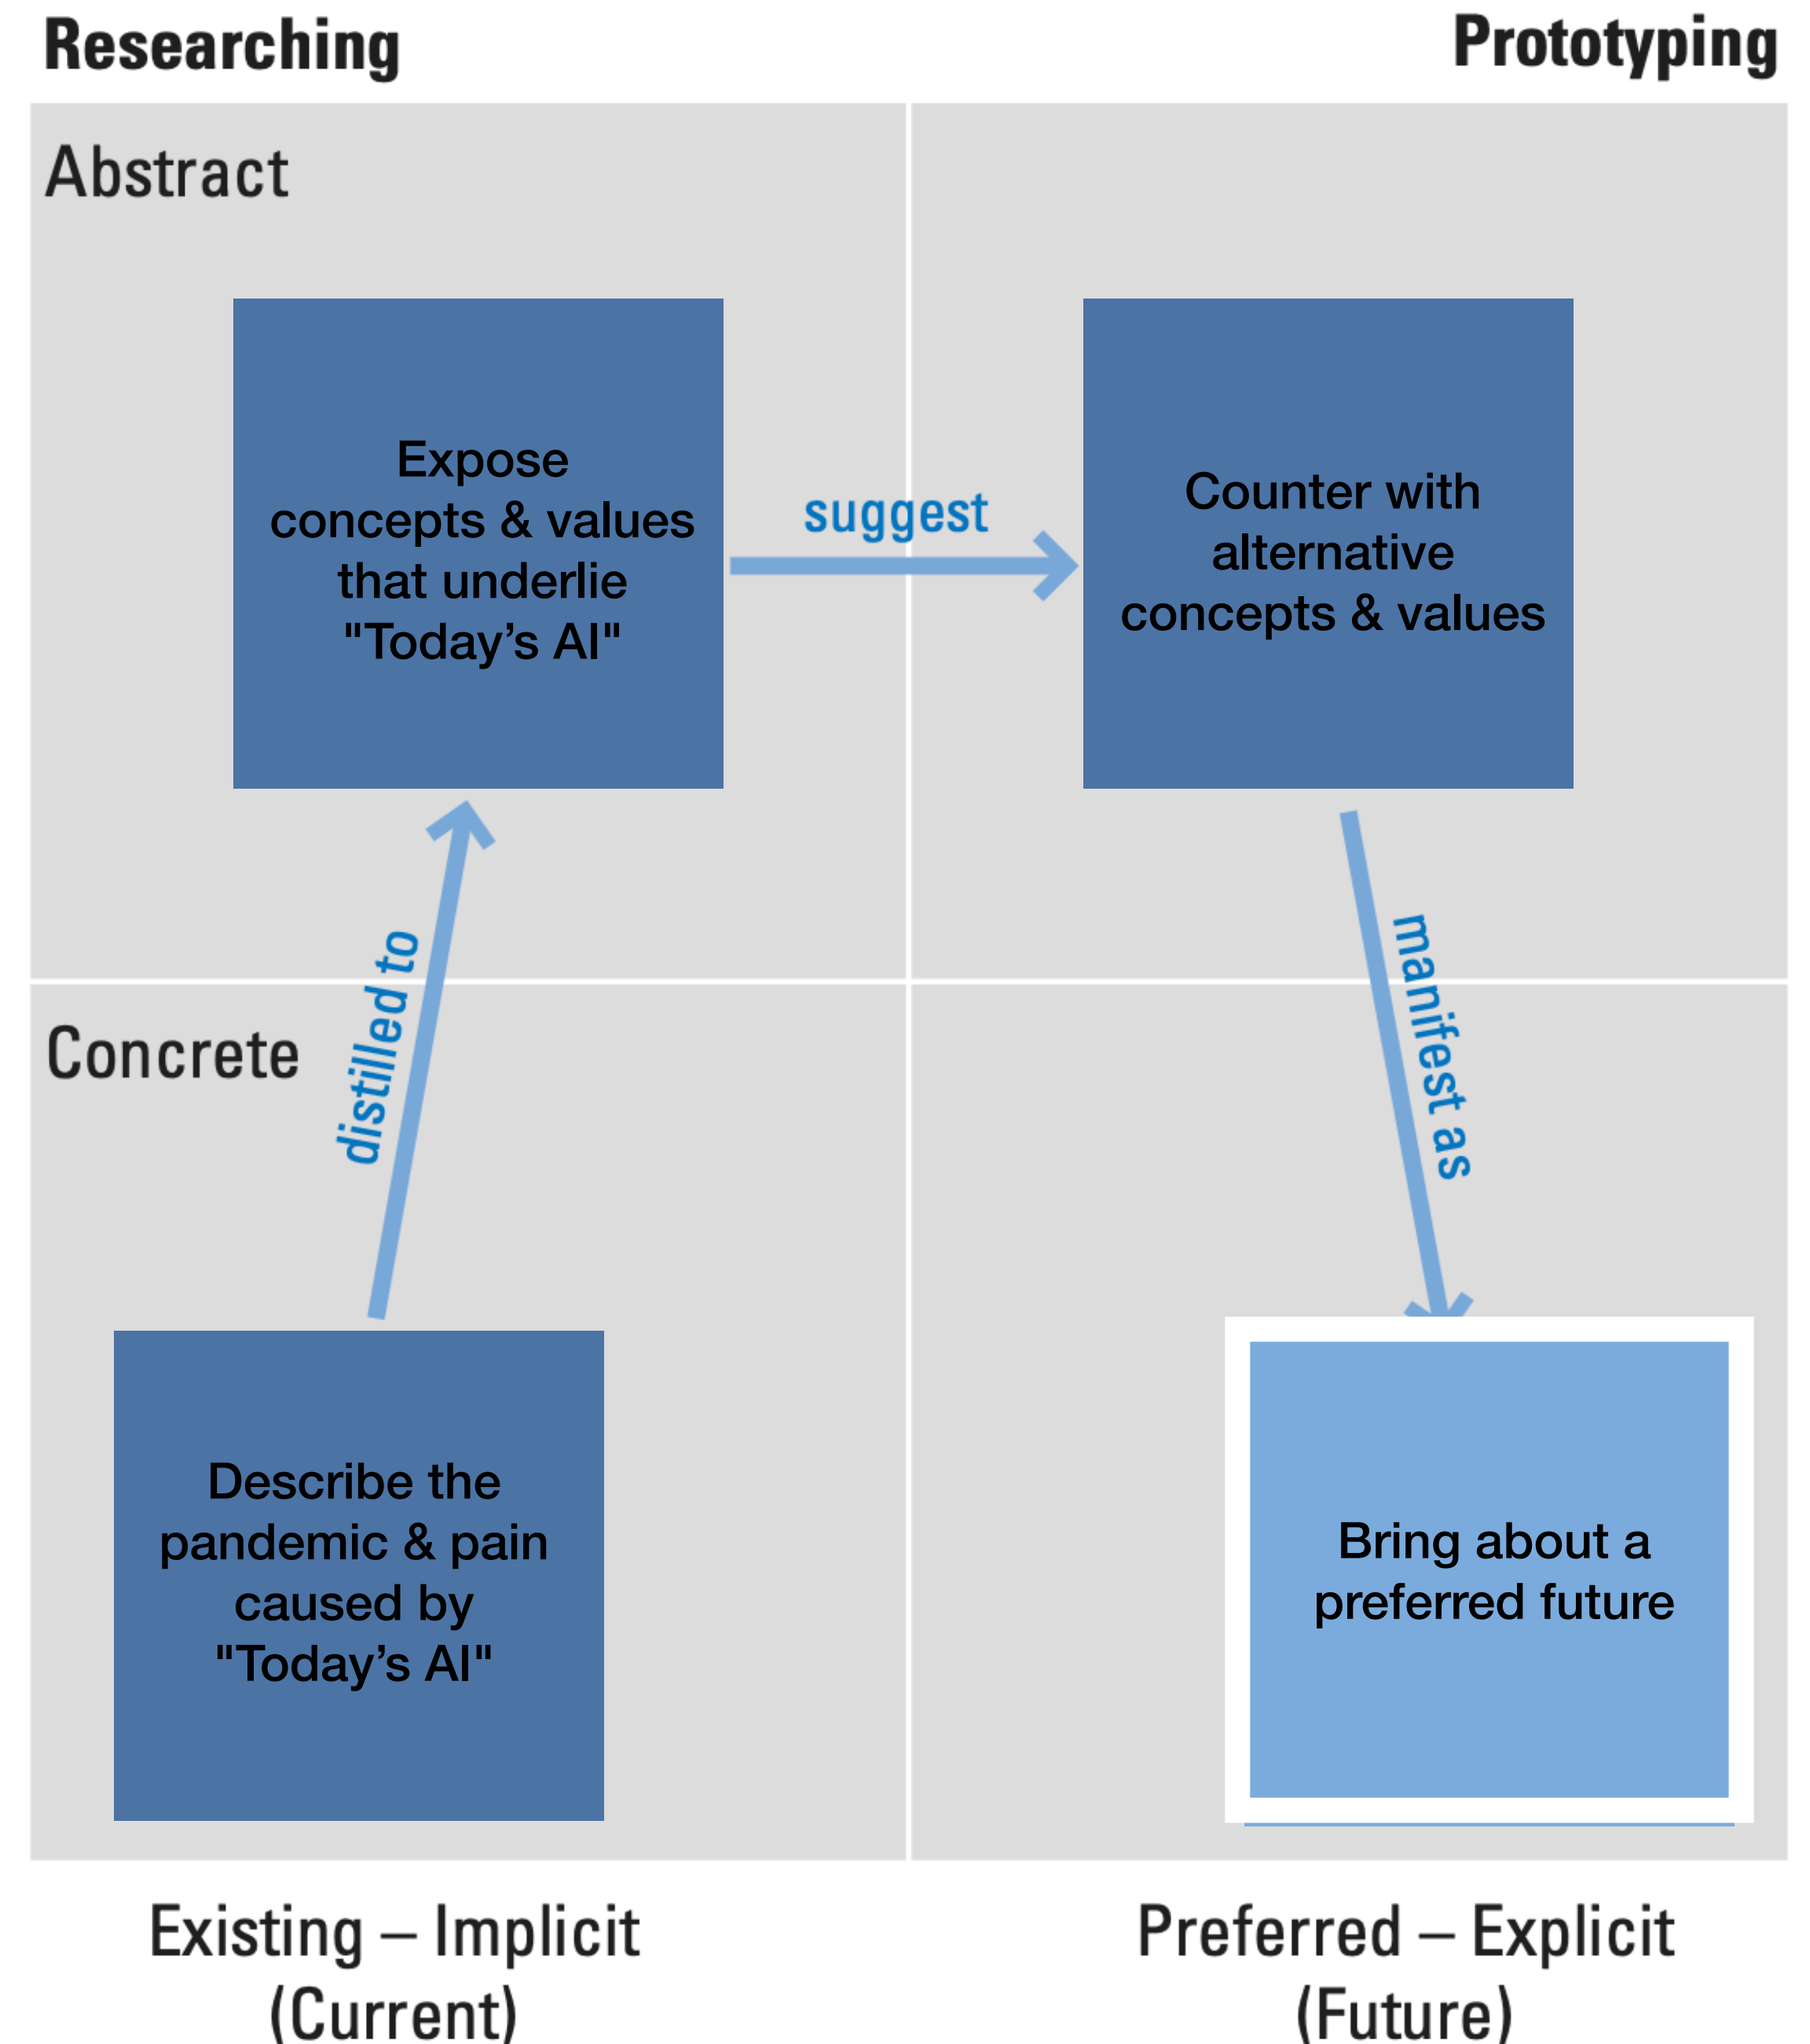 Researching
Prototyping
Abstract
Expose
concepts & values
that underlie
"Today’s AI"
suggest
Counter with
alternative
concepts & values
distilled to
manifest as
Concrete
Describe the
pandemic & pain
caused by
"Today’s AI"
Bring about a
preferred future
Existing – Implicit
(Current)
Preferred – Explicit
(Future)